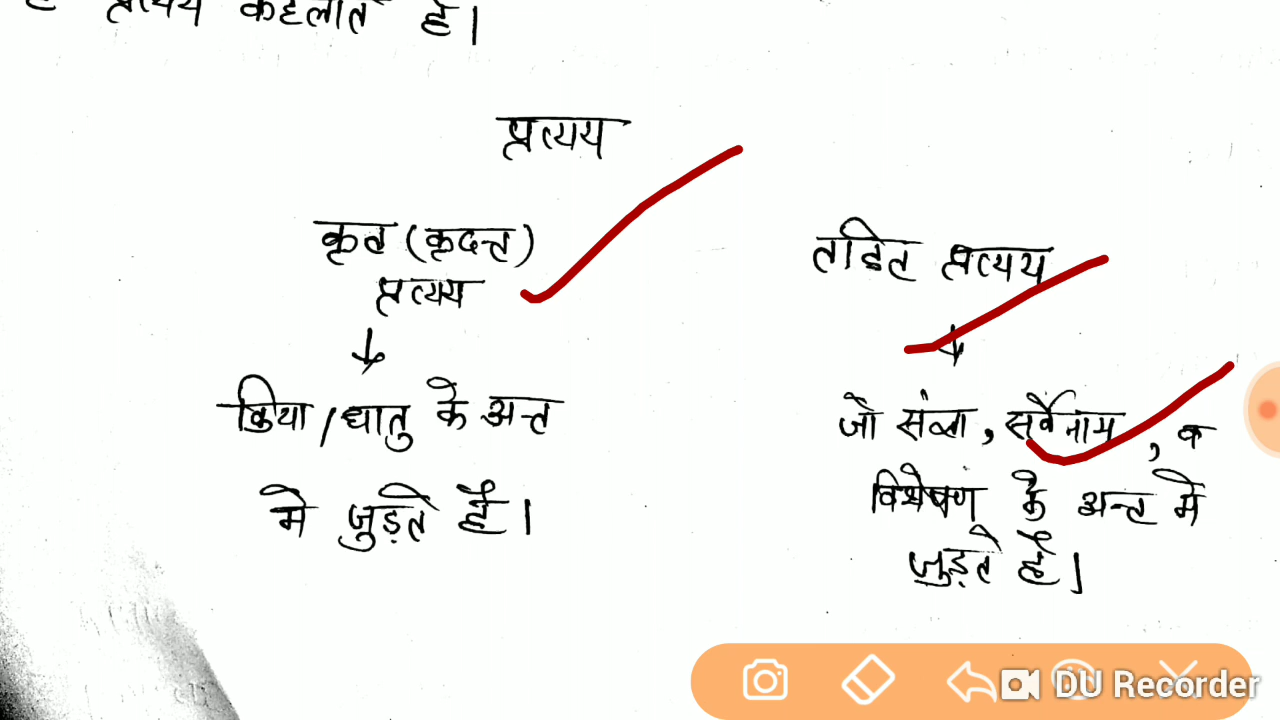 प्रत्यय कहलाते है।
प्रत्यय
कृत (कृदन्त)
प्रत्यय
क्रिया / धातु के अन्त
मे जुड़ते है।
तद्धित प्रत्यय
जो संज्ञा, सर्वनाम, व
विशेषण के अन्त में
जुड़ते है।
DU Recorder